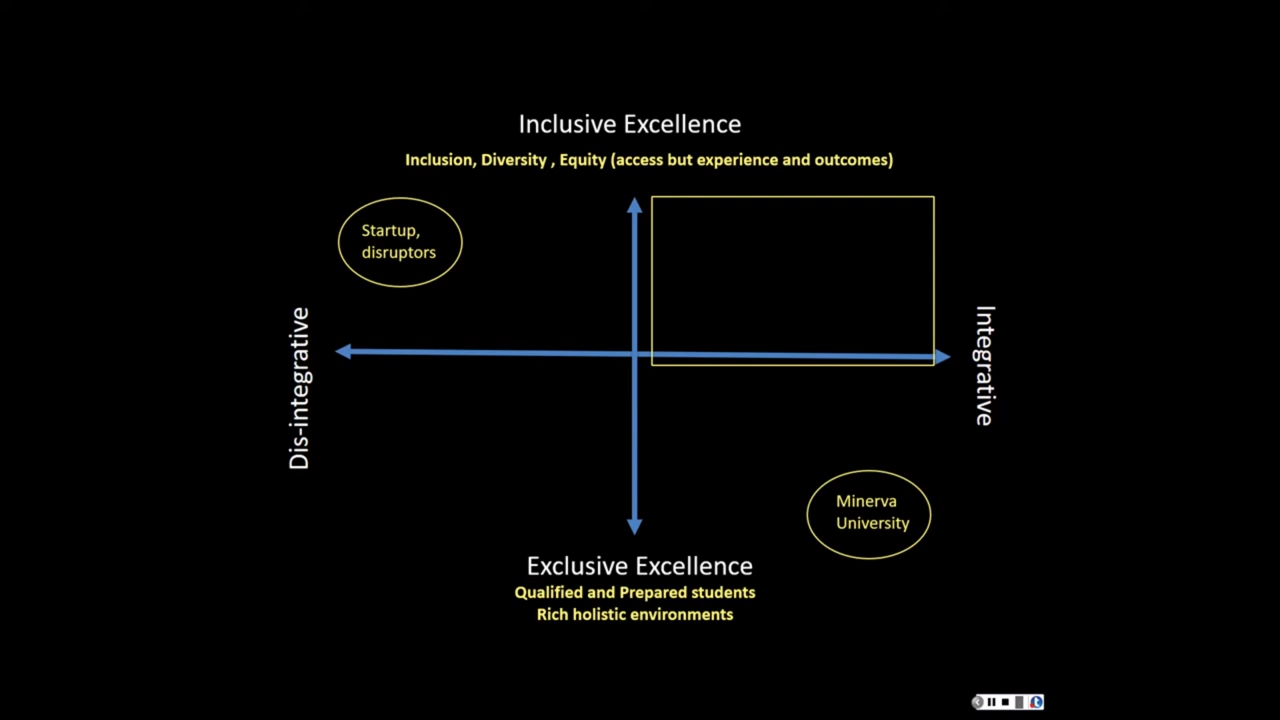 Inclusive Excellence
Inclusion, Diversity , Equity (access but experience and outcomes)
Startup,
disruptors
Dis-integrative
Integrative
Minerva
University
Exclusive Excellence
Qualified and Prepared students
Rich holistic environments